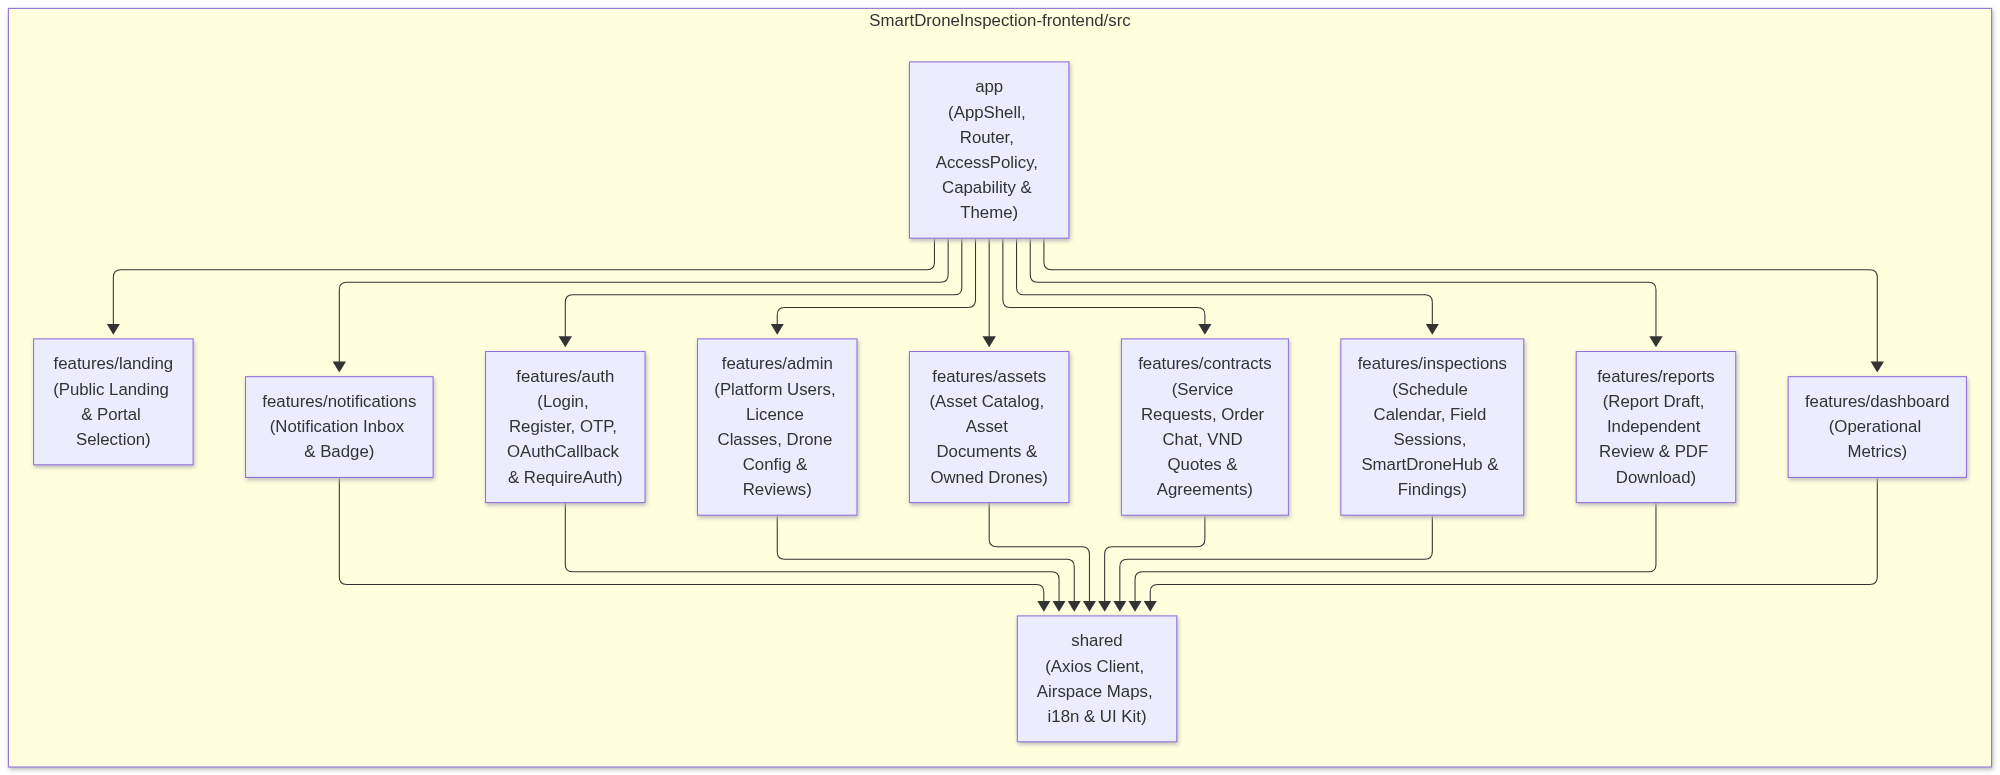 SmartDroneInspection-frontend/src
app
(AppShell,
Router,
AccessPolicy,
Capability &
Theme)
features/landing
(Public Landing
& Portal
Selection)
features/notifications
(Notification Inbox
& Badge)
features/auth
(Login,
Register, OTP,
OAuthCallback
& RequireAuth)
features/admin
(Platform Users,
Licence
Classes, Drone
Config &
Reviews)
features/assets
(Asset Catalog,
Asset
Documents &
Owned Drones)
features/contracts
(Service
Requests, Order
Chat, VND
Quotes &
Agreements)
features/inspections
(Schedule
Calendar, Field
Sessions,
SmartDroneHub &
Findings)
features/reports
(Report Draft,
Independent
Review & PDF
Download)
features/dashboard
(Operational
Metrics)
shared
(Axios Client,
Airspace Maps,
i18n & UI Kit)